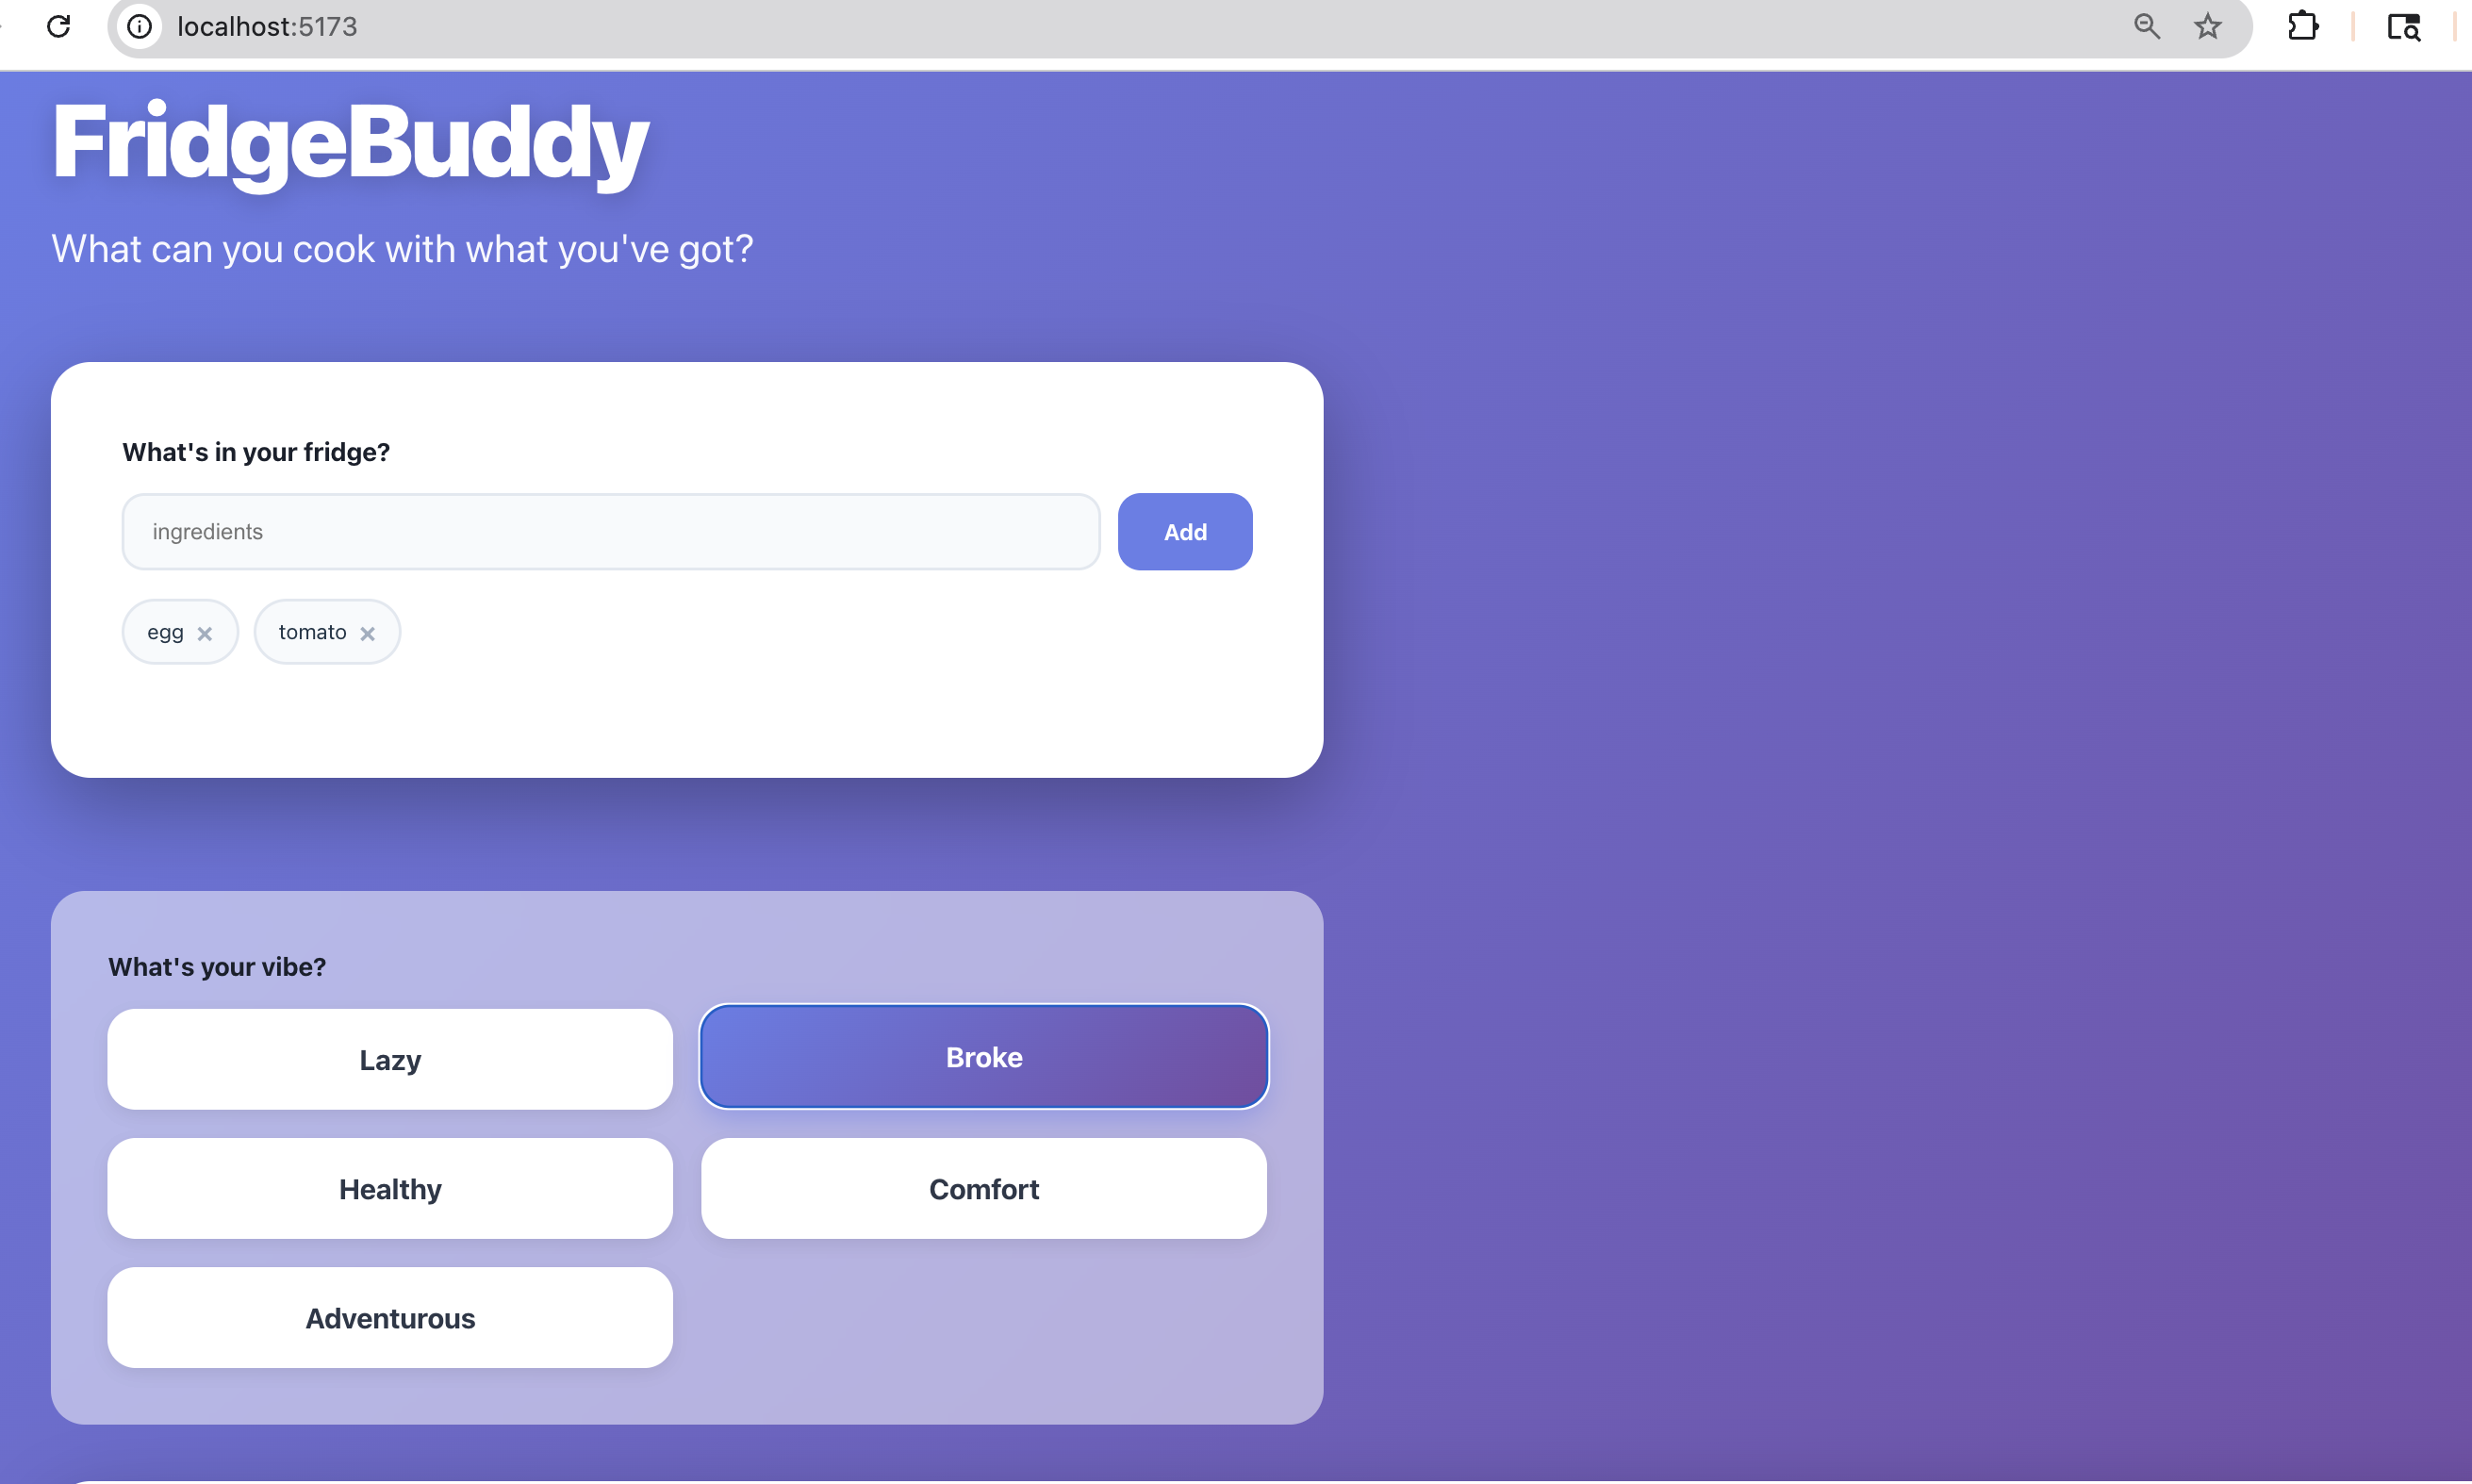 localhost:5173
FridgeBuddy
What can you cook with what you've got?
What's in your fridge?
ingredients
Add
egg ×
tomato ×
What's your vibe?
Lazy
Broke
Healthy
Comfort
Adventurous